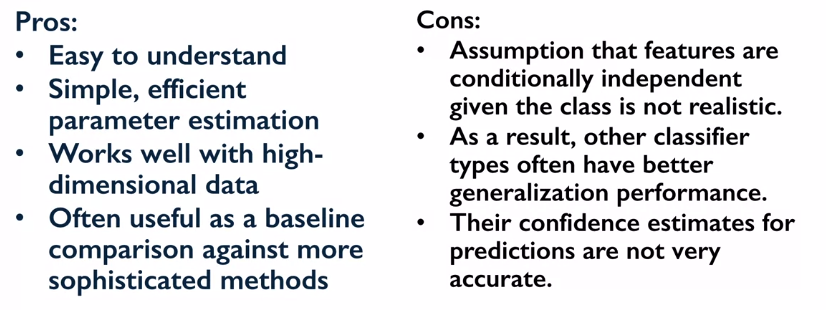 Pros:
• Easy to understand
• Simple, efficient
parameter estimation
• Works well with high-
dimensional data
• Often useful as a baseline
comparison against more
sophisticated methods
Cons:
• Assumption that features are
conditionally independent
given the class is not realistic.
• As a result, other classifier
types often have better
generalization performance.
• Their confidence estimates for
predictions are not very
accurate.